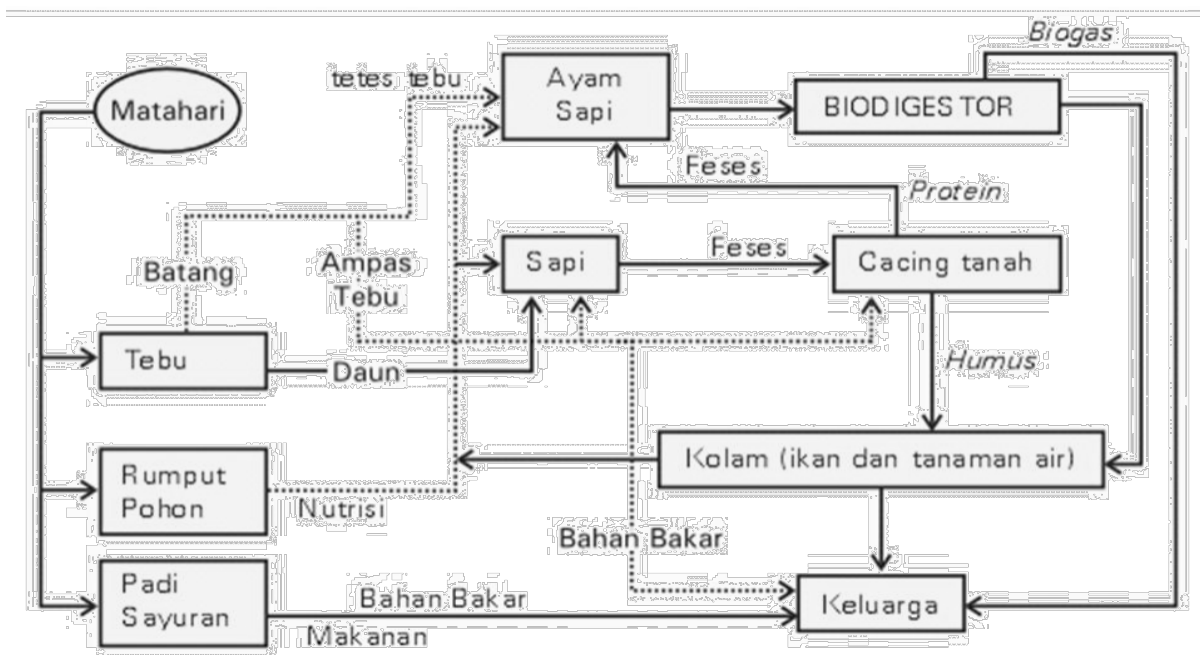 Biogas
tetes tebu
Ayam
Sapi
Matahari
BIODIGESTOR
Feses
Protein
Batang
Ampas
Tebu
Sapi
Feses
Cacing tanah
Tebu
Daun
Humus
Rumput
Pohon
Nutrisi
Kolam (ikan dan tanaman air)
Bahan Bakar
Padi
Sayuran
Bahan Bakar
Makanan
Keluarga